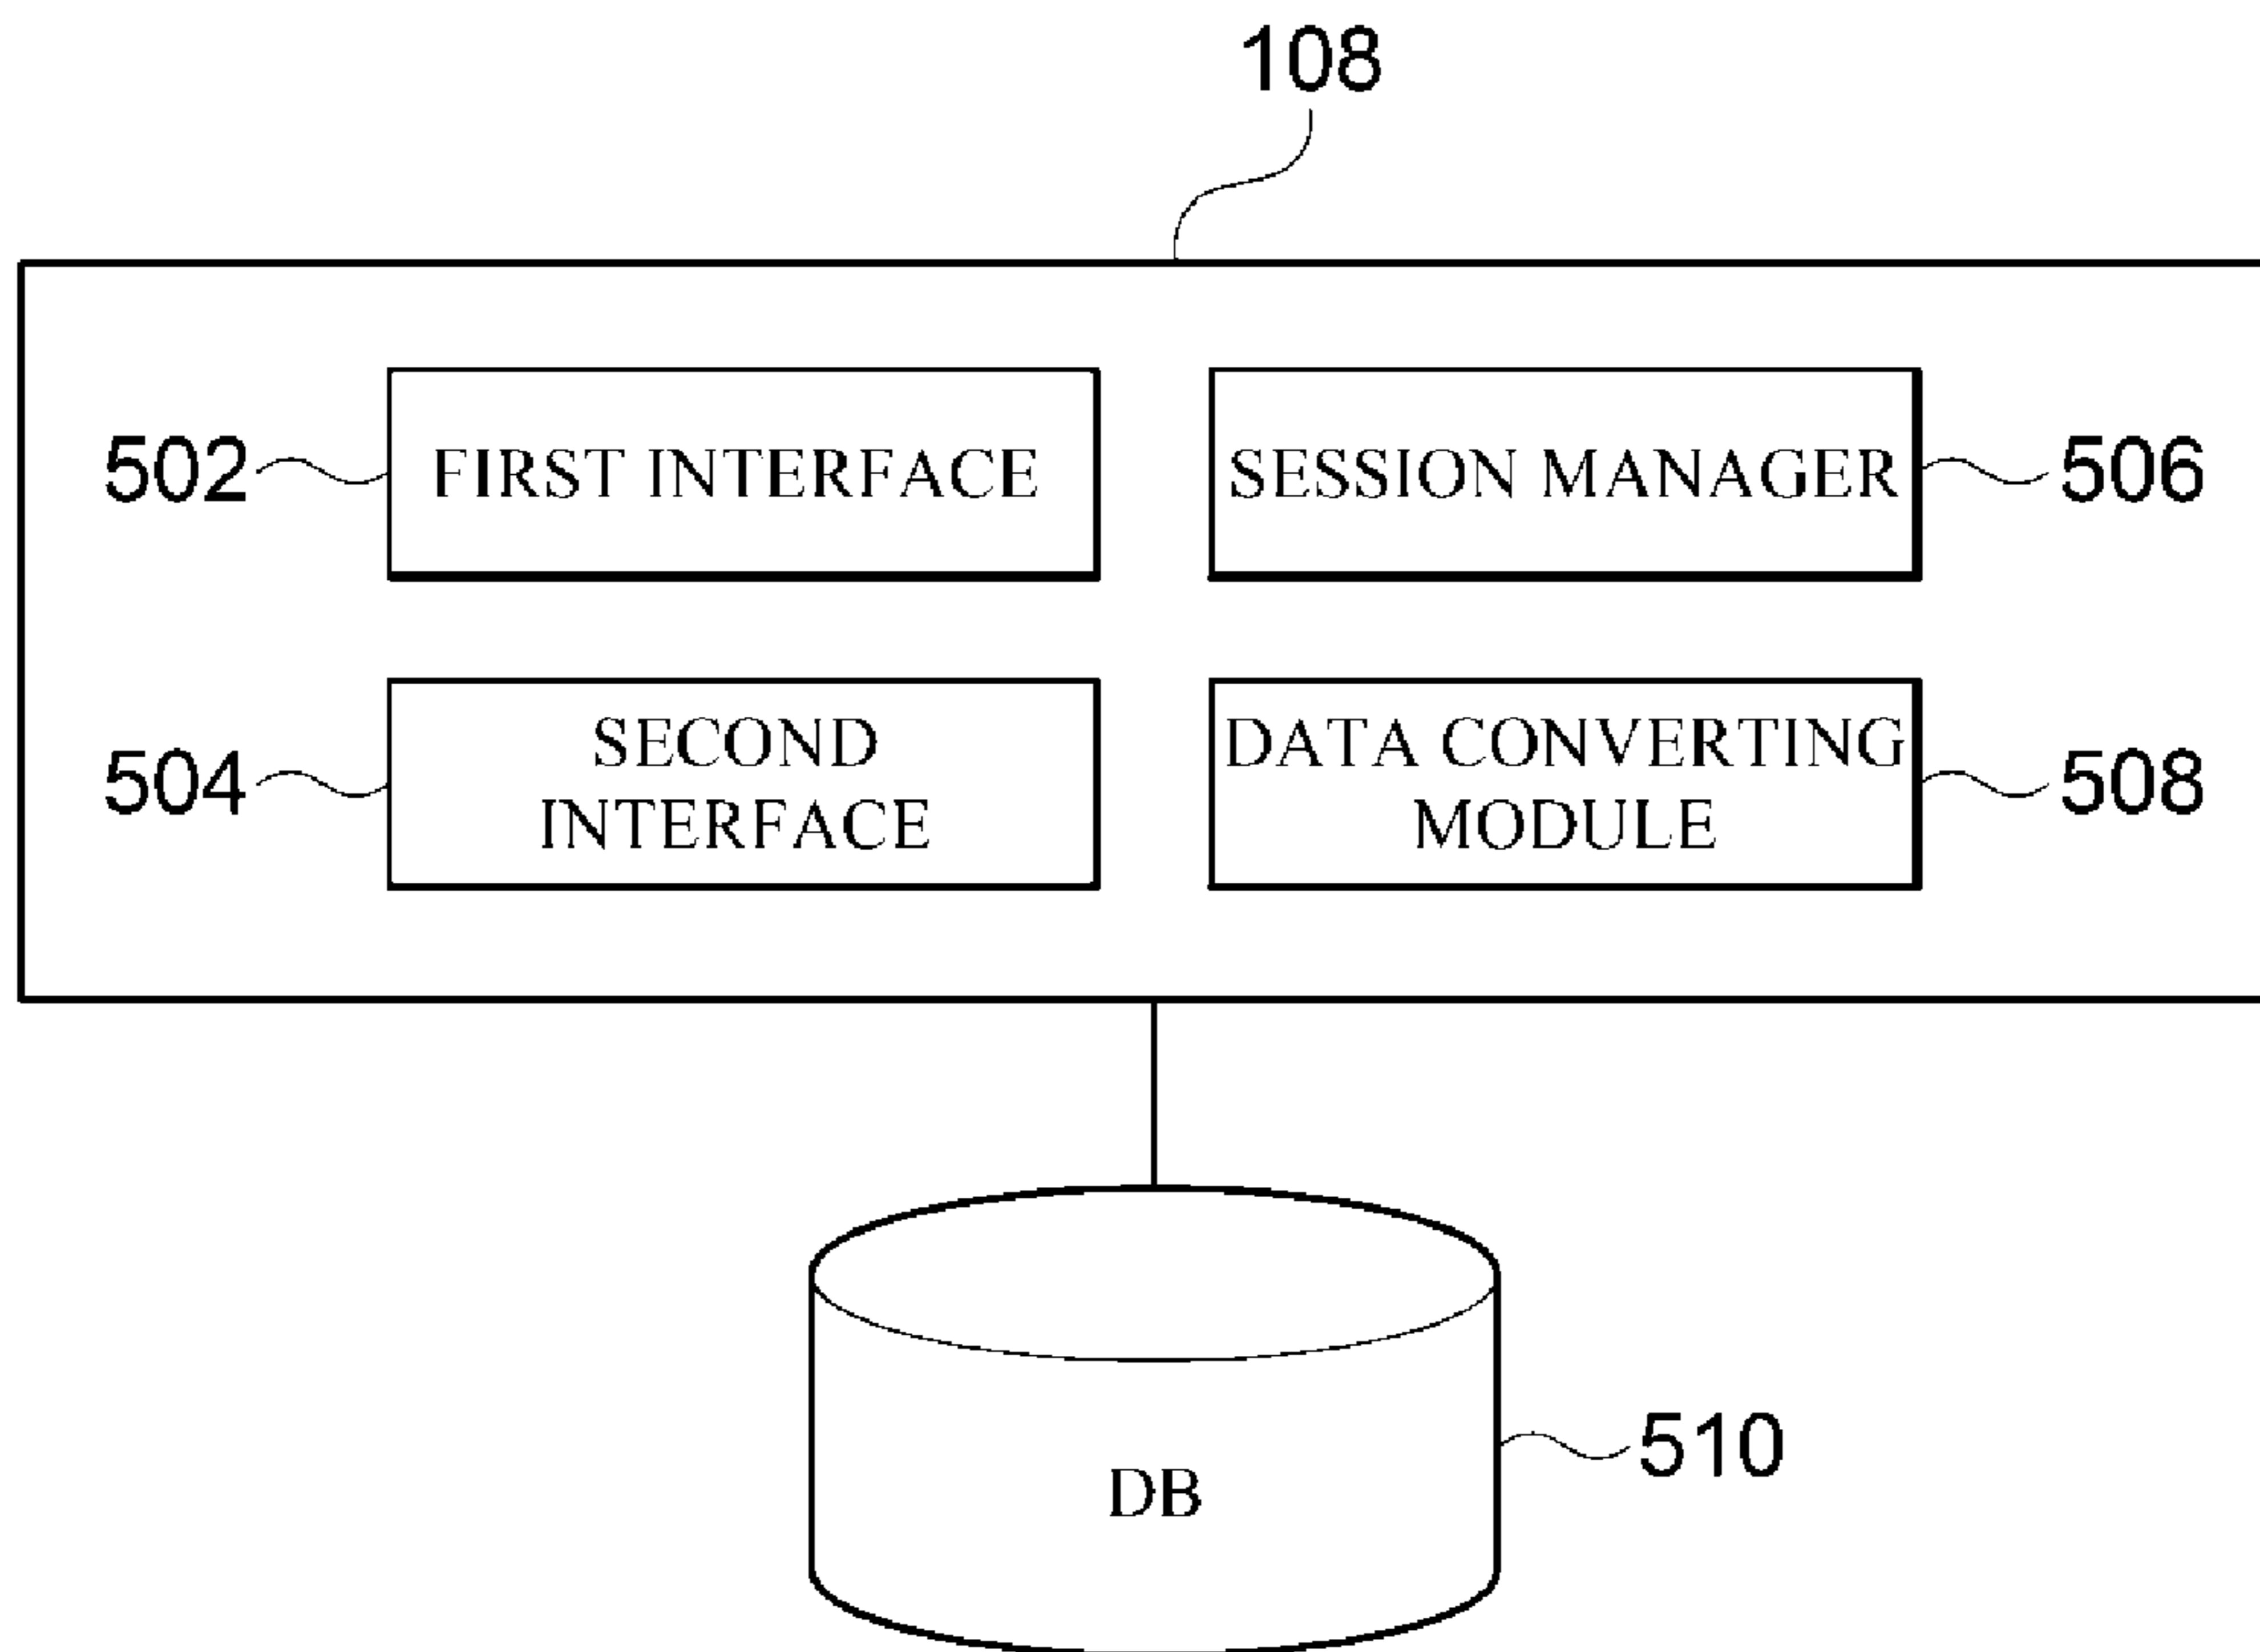 108
502
FIRST INTERFACE
SESSION MANAGER
506
504
SECOND
INTERFACE
DATA CONVERTING
MODULE
508
DB
510